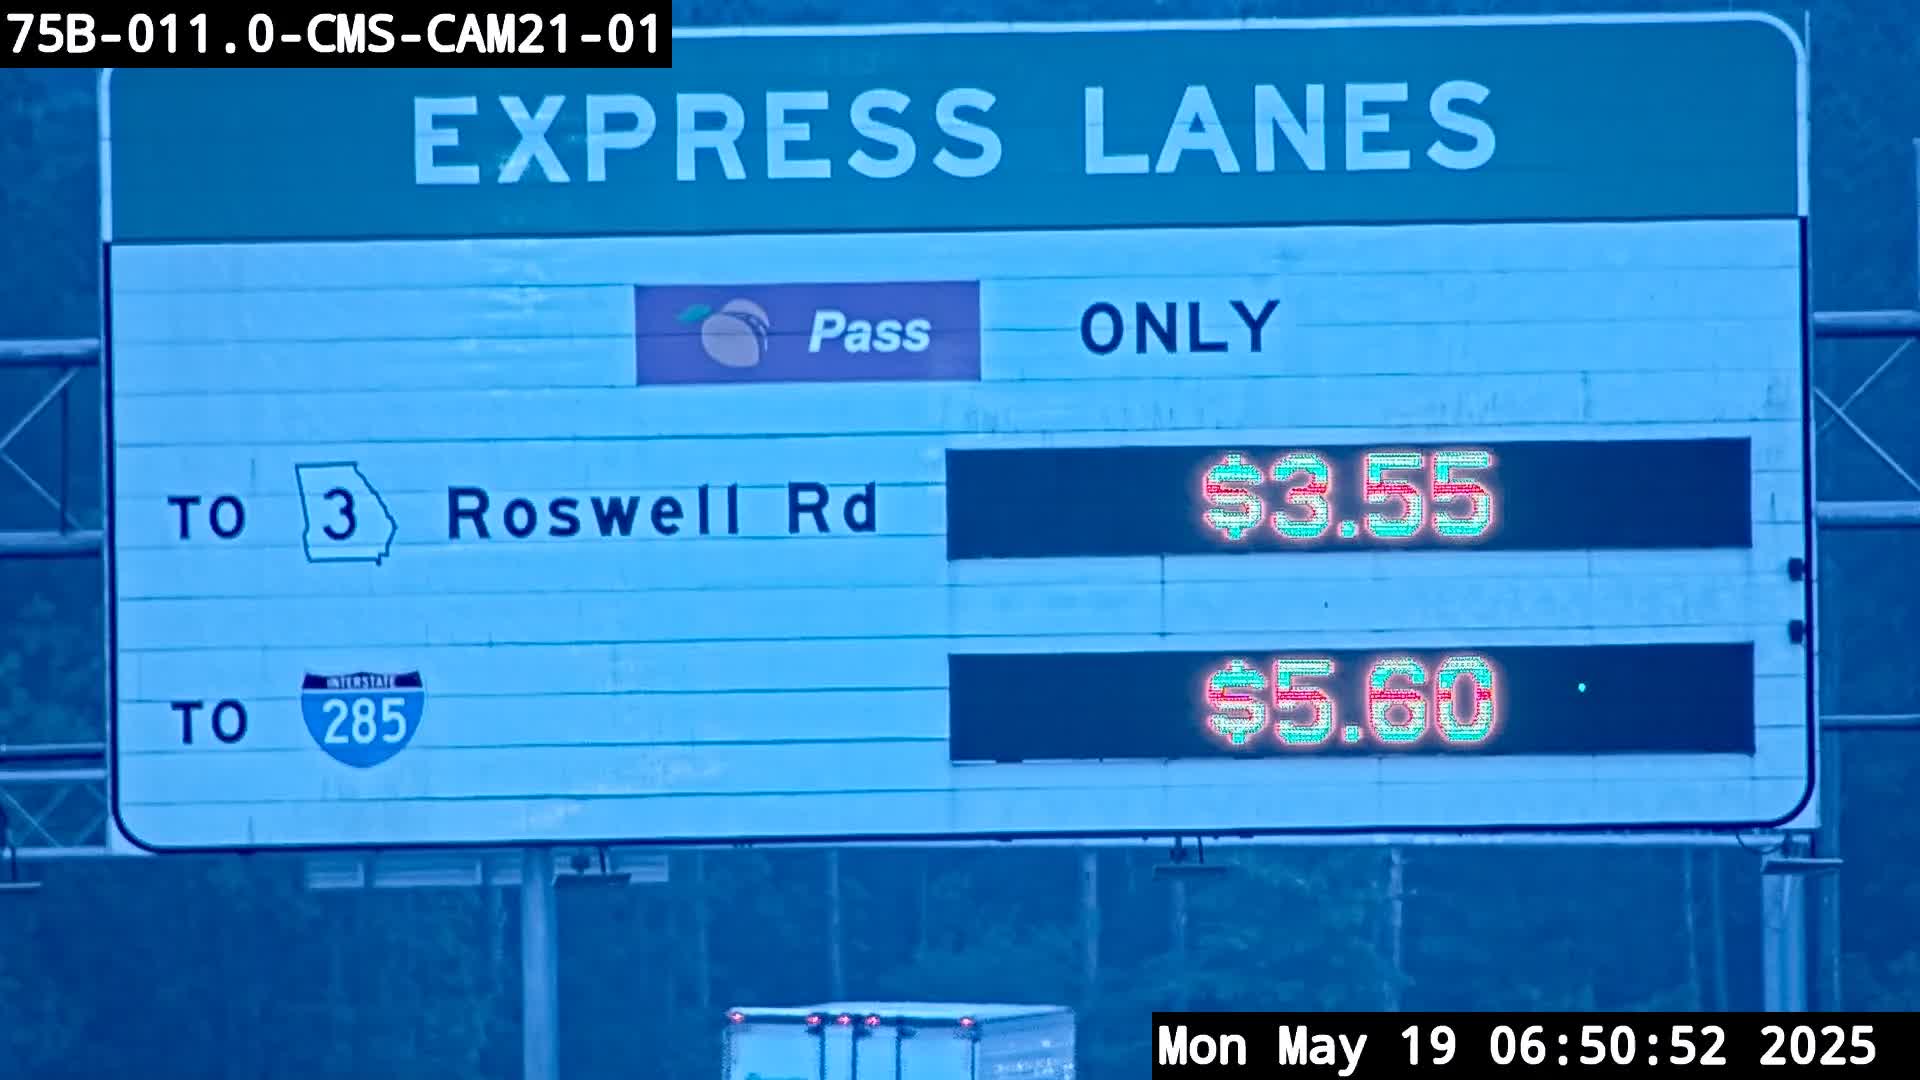 75B-011.0-CMS-CAM21-01
EXPRESS LANES
Pass ONLY
TO 3 Roswell Rd $3.55
INTERSTATE
TO 285 $5.60
Mon May 19 06:50:52 2025